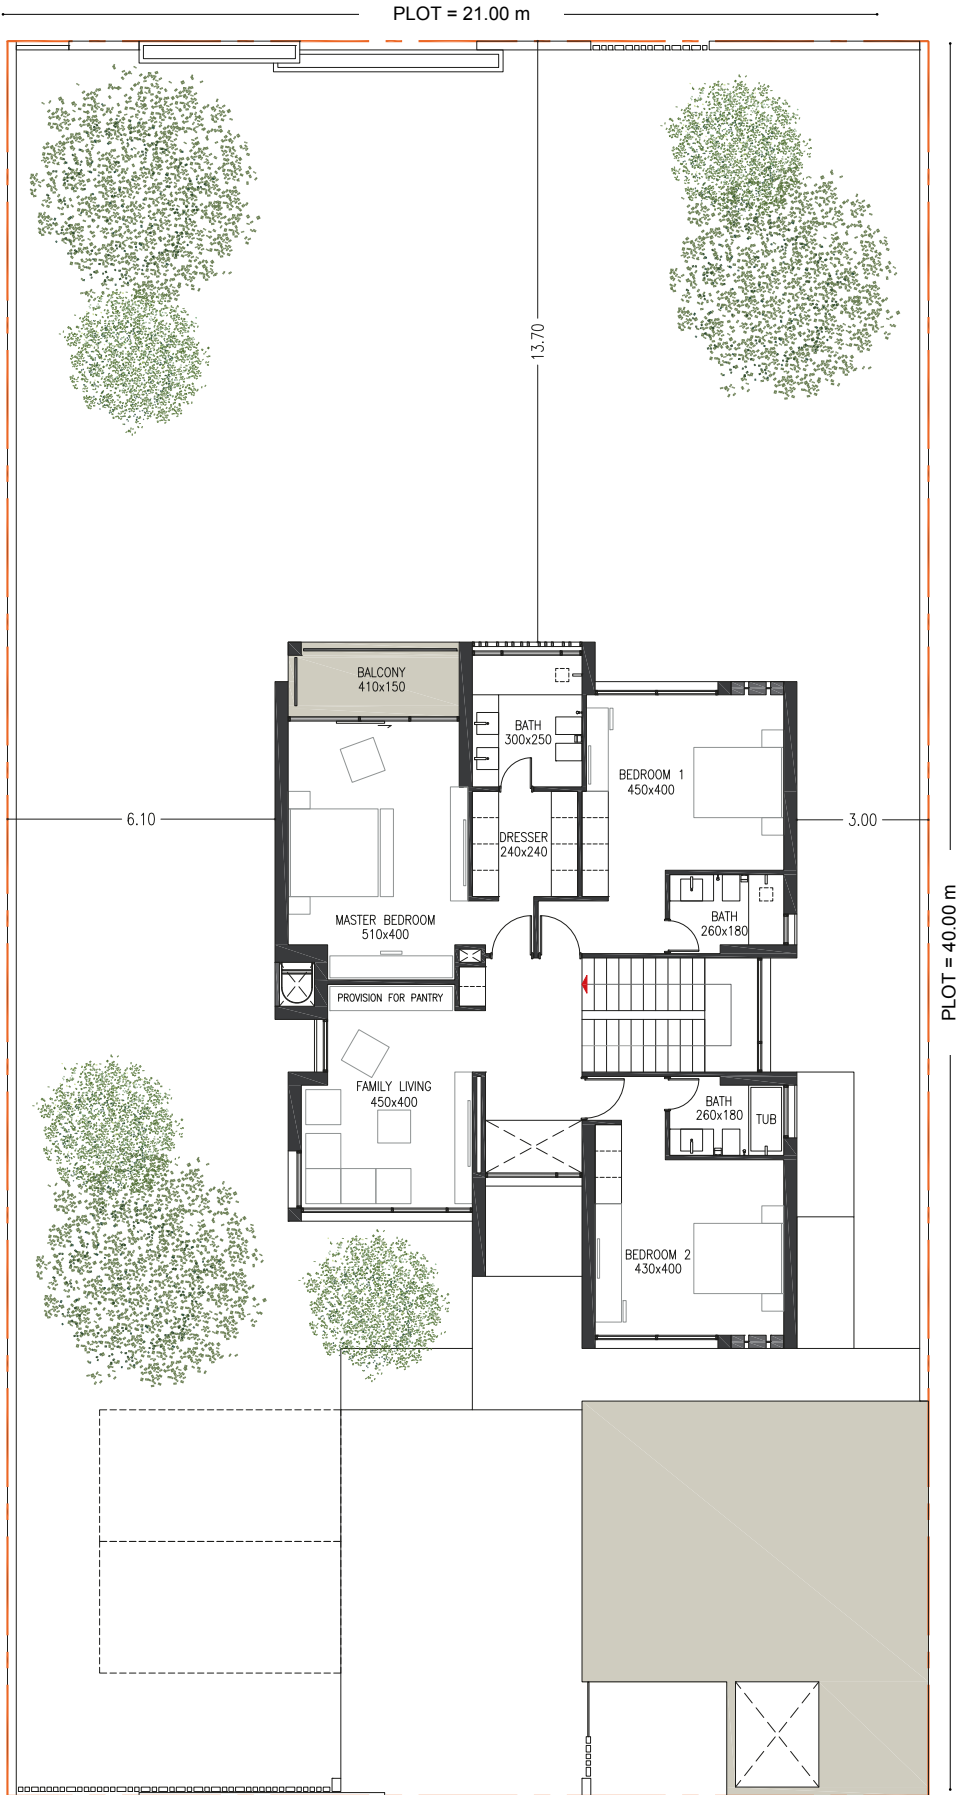 PLOT = 21.00 m
13.70
BALCONY
410x150
BATH
300x250
BEDROOM 1
450x400
6.10
3.00
DRESSER
240x240
MASTER BEDROOM
510x400
BATH
260x180
PLOT = 40.00 m
PROVISION FOR PANTRY
FAMILY LIVING
450x400
BATH
260x180
TUB
BEDROOM 2
430x400